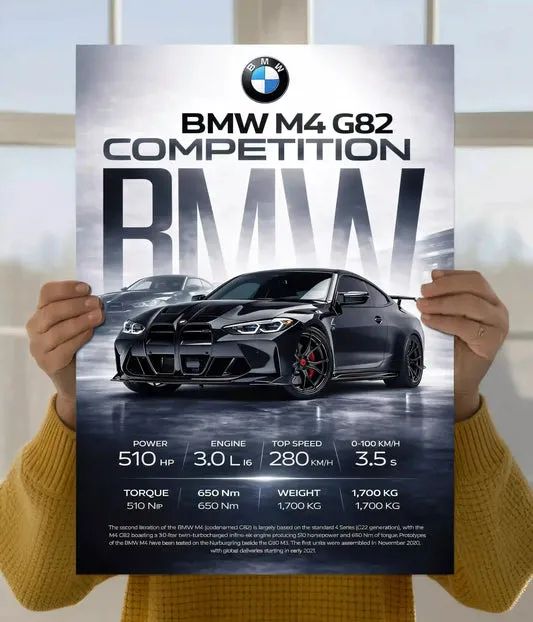 BMW
BMW M4 G82
COMPETITION
BMW
POWER ENGINE TOP SPEED 0-100 KM/H
510 HP 3.0 L I6 280 KM/H 3.5 S
TORQUE 650 Nm WEIGHT 1,700 KG
510 Nm 650 Nm 1,700 KG 1,700 KG
The second iteration of the BMW M4 (codenamed G82) is largely based on the standard 4 Series (G22 generation), with the
M4 G82 boasting a 3.0-liter twin-turbocharged inline-six engine producing 510 horsepower and 650 Nm of torque. Prototypes
of the BMW M4 have been tested on the Nurburgring beside the G80 M3. The first units were assembled in November 2020,
with global deliveries starting in early 2021.